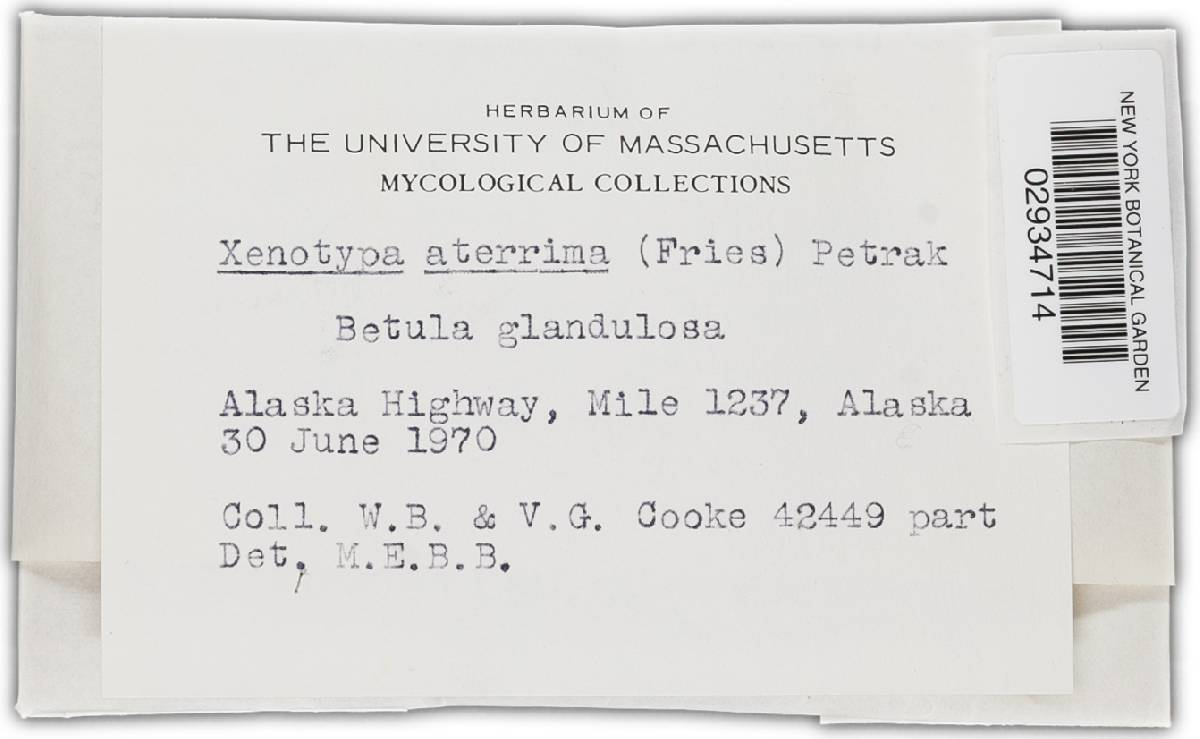 HERBARIUM OF
THE UNIVERSITY OF MASSACHUSETTS
MYCOLOGICAL COLLECTIONS
Xenotypa aterrima (Fries) Petrak
Betula glandulosa
Alaska Highway, Mile 1237, Alaska
30 June 1970
Coll. W.B. & V.G. Cooke 42449 part
Det, M.E.B.B.
NEW YORK BOTANICAL GARDEN
02934714